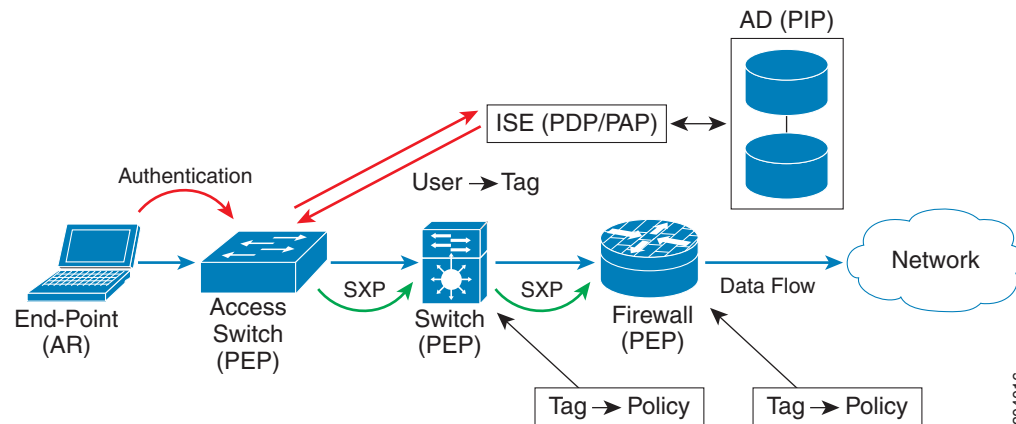 AD (PIP)
ISE (PDP/PAP)
Authentication
User → Tag
SXP
SXP
Data Flow
Network
End-Point
(AR)
Access
Switch
(PEP)
Switch
(PEP)
Firewall
(PEP)
Tag → Policy
Tag → Policy